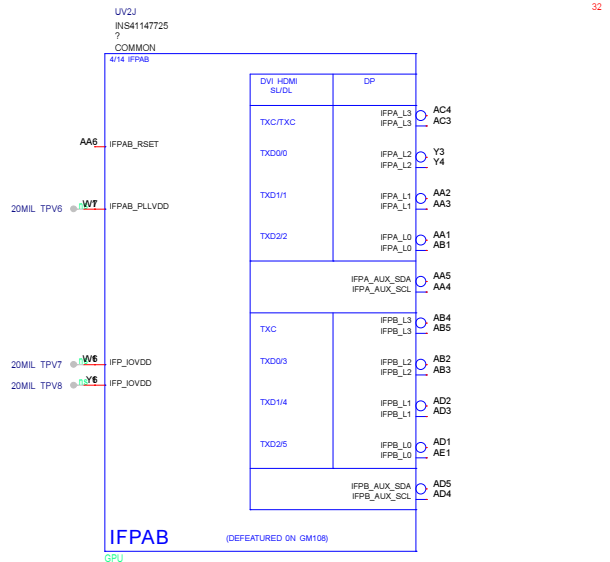 32
UV2J
INS41147725
?
COMMON
4/14 IFPAB
DVI HDMI
SL/DL
DP
IFPA_L3 AC4
TXC/TXC IFPA_L3 AC3
AA6 IFPAB_RSET
TXD0/0 IFPA_L2 Y3
IFPA_L2 Y4
TXD1/1 IFPA_L1 AA2
IFPA_L1 AA3
20MIL TPV6 IFPAB_PLLVDD
TXD2/2 IFPA_L0 AA1
IFPA_L0 AB1
IFPA_AUX_SDA AA5
IFPA_AUX_SCL AA4
IFPB_L3 AB4
TXC IFPB_L3 AB5
20MIL TPV7 IFP_IOVDD
TXD0/3 IFPB_L2 AB2
IFPB_L2 AB3
20MIL TPV8 IFP_IOVDD
TXD1/4 IFPB_L1 AD2
IFPB_L1 AD3
TXD2/5 IFPB_L0 AD1
IFPB_L0 AE1
IFPB_AUX_SDA AD5
IFPB_AUX_SCL AD4
IFPAB (DEFEATURED 0N GM108)
GPU